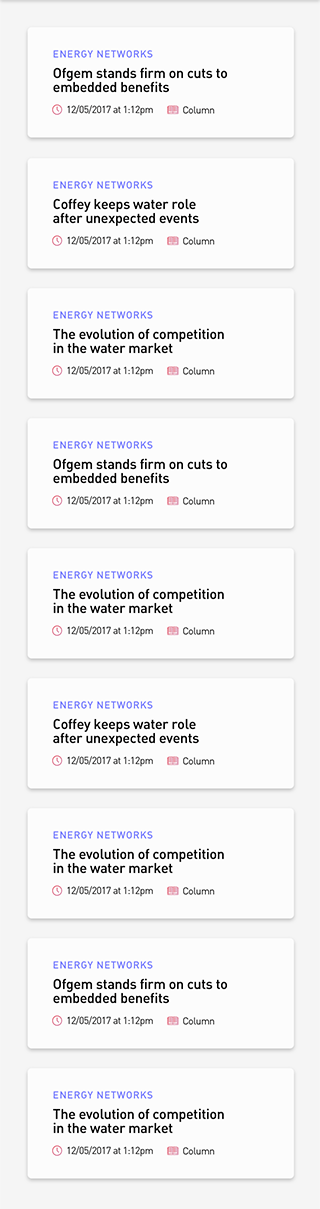 ENERGY NETWORKS
Ofgem stands firm on cuts to
embedded benefits
12/05/2017 at 1:12pm Column
ENERGY NETWORKS
Coffey keeps water role
after unexpected events
12/05/2017 at 1:12pm Column
ENERGY NETWORKS
The evolution of competition
in the water market
12/05/2017 at 1:12pm Column
ENERGY NETWORKS
Ofgem stands firm on cuts to
embedded benefits
12/05/2017 at 1:12pm Column
ENERGY NETWORKS
The evolution of competition
in the water market
12/05/2017 at 1:12pm Column
ENERGY NETWORKS
Coffey keeps water role
after unexpected events
12/05/2017 at 1:12pm Column
ENERGY NETWORKS
The evolution of competition
in the water market
12/05/2017 at 1:12pm Column
ENERGY NETWORKS
Ofgem stands firm on cuts to
embedded benefits
12/05/2017 at 1:12pm Column
ENERGY NETWORKS
The evolution of competition
in the water market
12/05/2017 at 1:12pm Column